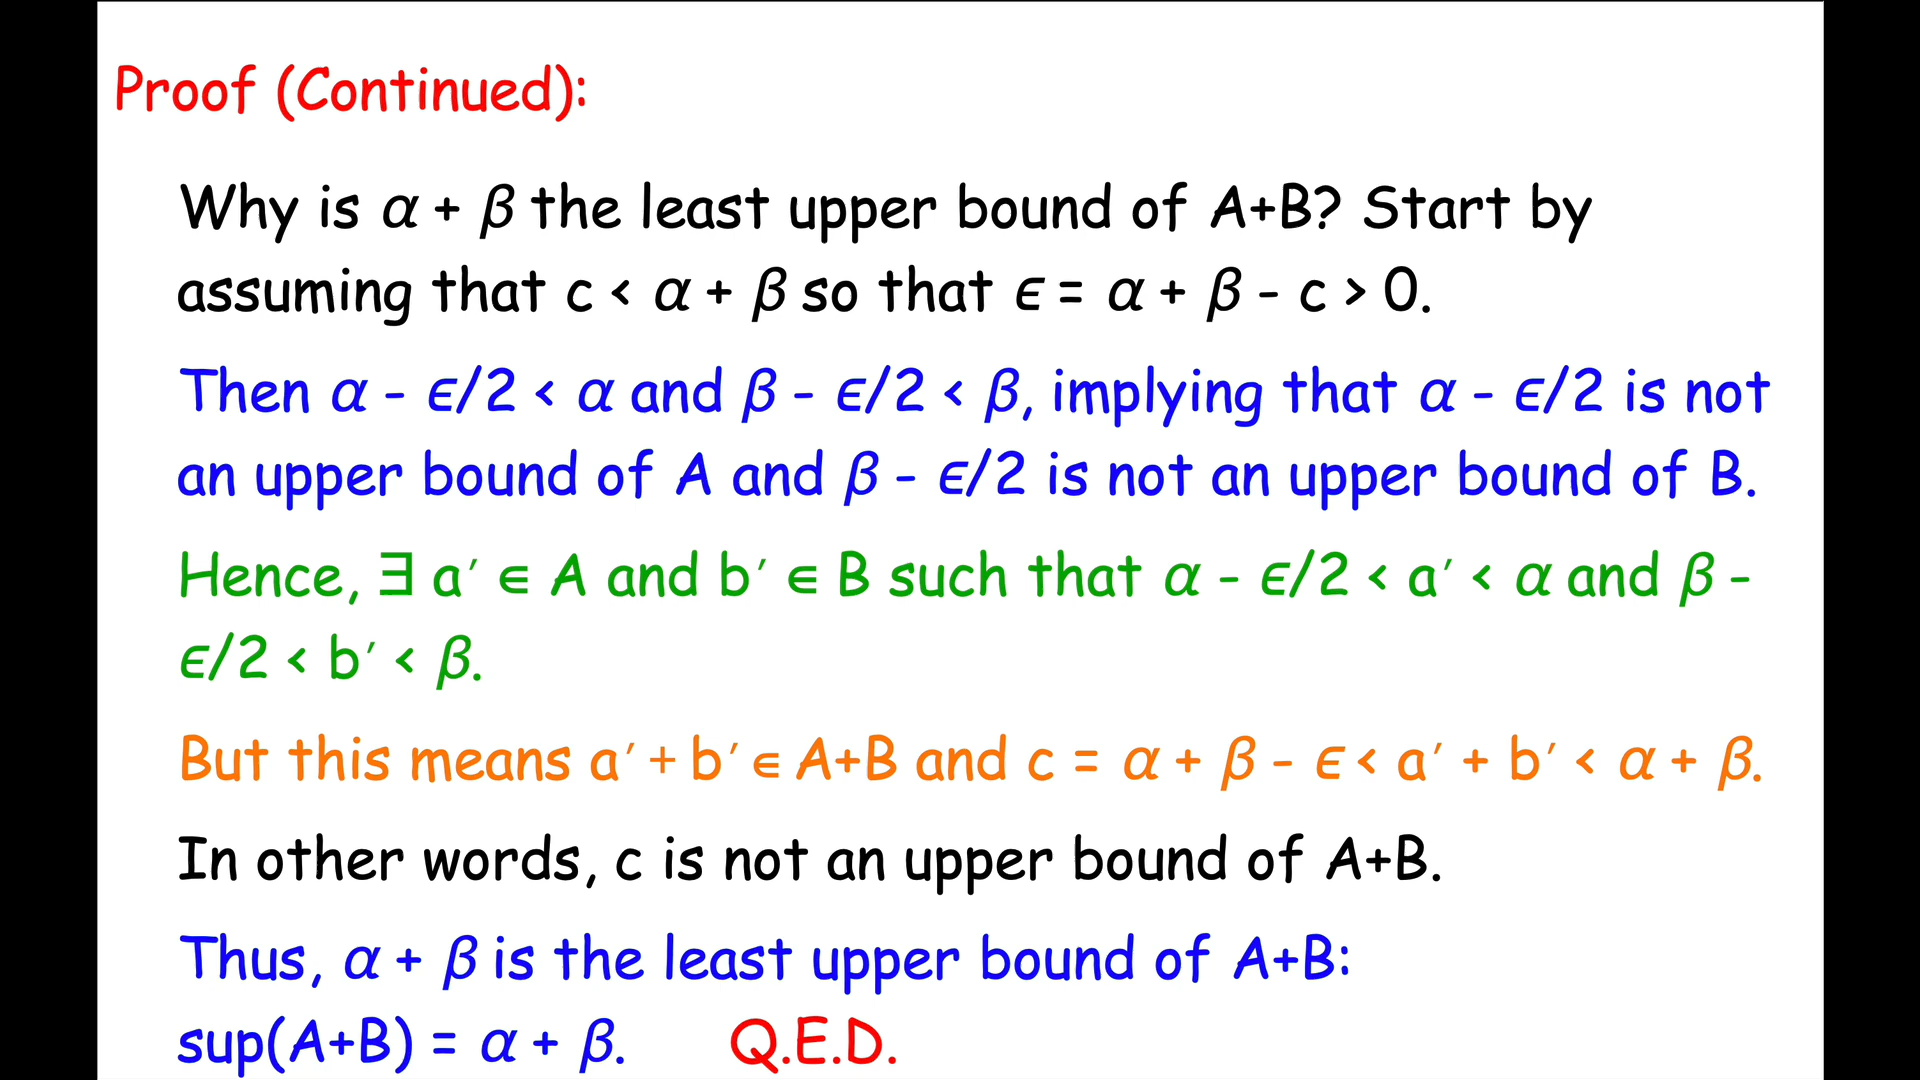 Proof (Continued):
Why is α + β the least upper bound of A+B? Start by
assuming that c < α + β so that ϵ = α + β - c > 0.
Then α - ϵ/2 < α and β - ϵ/2 < β, implying that α - ϵ/2 is not
an upper bound of A and β - ϵ/2 is not an upper bound of B.
Hence, ∃ a′ ∈ A and b′ ∈ B such that α - ϵ/2 < a′ < α and β -
ϵ/2 < b′ < β.
But this means a′ + b′ ∈ A+B and c = α + β - ϵ < a′ + b′ < α + β.
In other words, c is not an upper bound of A+B.
Thus, α + β is the least upper bound of A+B:
sup(A+B) = α + β. Q.E.D.